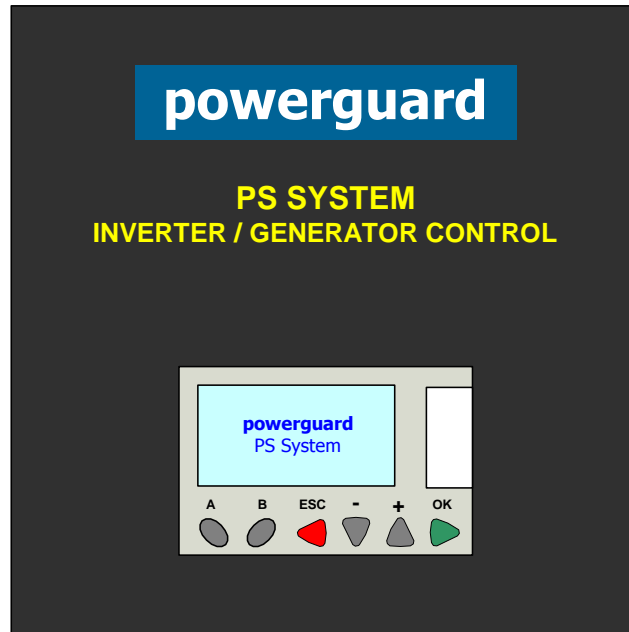 powerguard
PS SYSTEM
INVERTER / GENERATOR CONTROL
powerguard
PS System
A B ESC - + OK